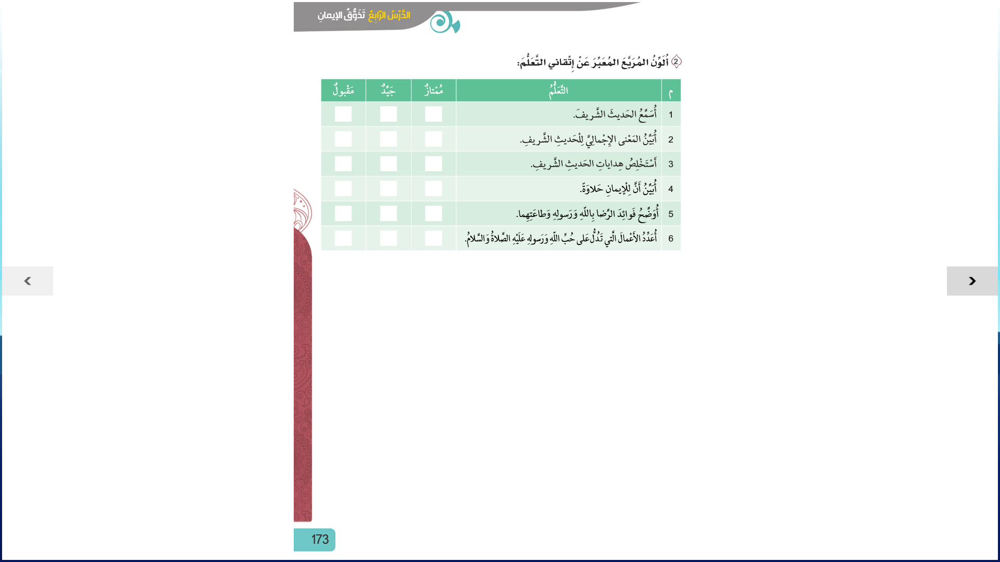 الدَّرْسُ الرّابِعُ تَذَوُّقُ الإيمانِ
2 أُلَوِّنُ المُرَبَّعَ المُعَبِّرَ عَنْ إِتْقاني التَّعَلُّمَ:
م التَّعَلُّمُ مُمْتازٌ جَيِّدٌ مَقْبولٌ
1 أُسَمِّعُ الحَديثَ الشَّريفَ.
2 أُبَيِّنُ المَعْنى الإِجْمالِيَّ لِلْحَديثِ الشَّريفِ.
3 أَسْتَخْلِصُ هِداياتِ الحَديثِ الشَّريفِ.
4 أُبَيِّنُ أَنَّ لِلْإيمانِ حَلاوَةً.
5 أُوَضِّحُ فَوائِدَ الرِّضا بِاللّهِ وَرَسولِهِ وَطاعَتِهِما.
6 أُعَدِّدُ الأَعْمالَ الَّتي تَدُلُّ عَلى حُبِّ اللّهِ وَرَسولِهِ عَلَيْهِ الصَّلاةُ وَالسَّلامُ.
173